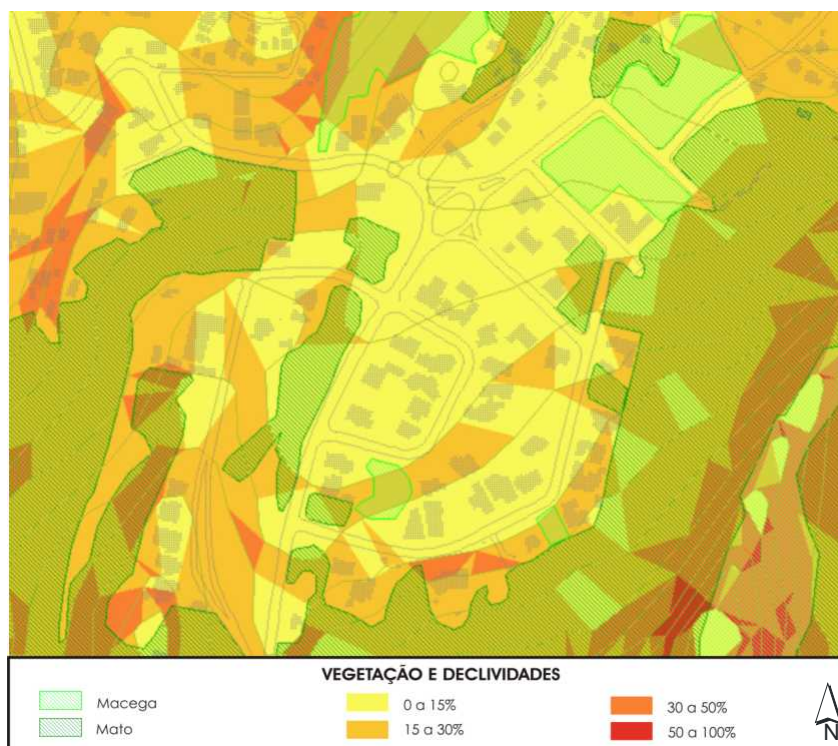 VEGETAÇÃO E DECLIVIDADES
Macega
Mato
0 a 15%
15 a 30%
30 a 50%
50 a 100%
N